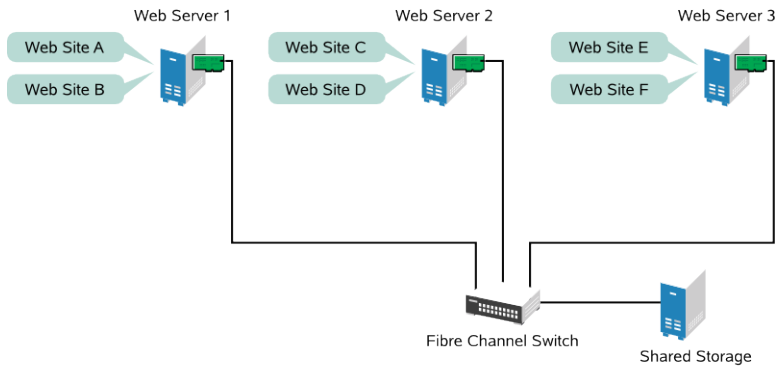 Web Server 1
Web Server 2
Web Server 3
Web Site A
Web Site C
Web Site E
Web Site B
Web Site D
Web Site F
Fibre Channel Switch
Shared Storage